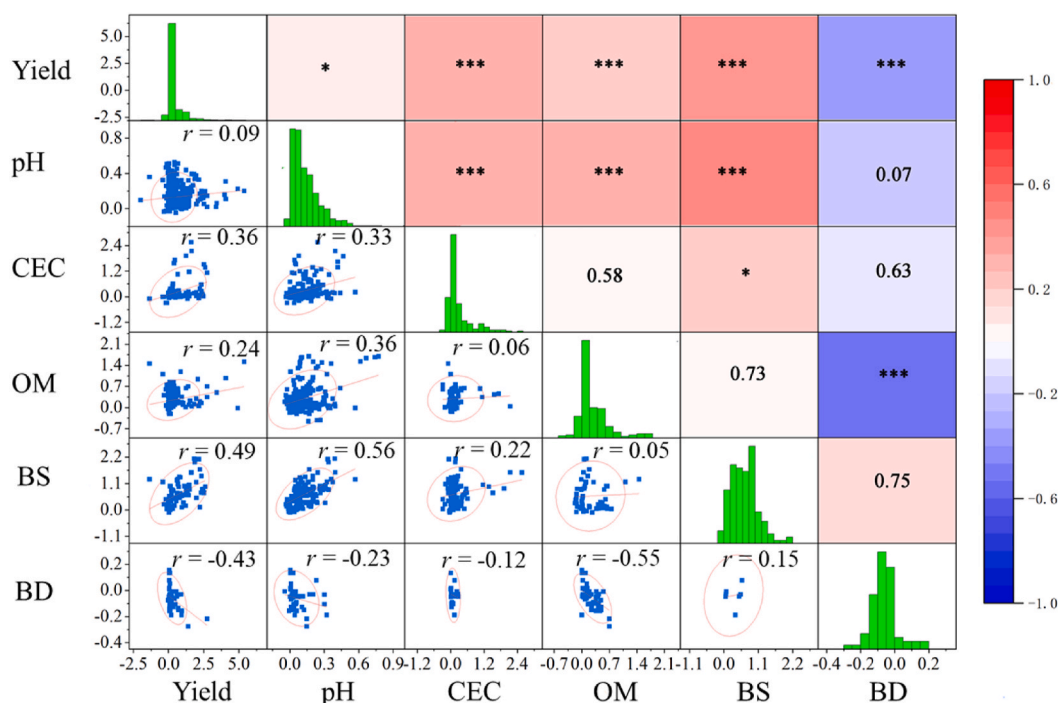 5.0
2.5
0.0
-2.5
Yield
*
***
***
***
***
1.0
0.8
0.4
0.0
pH
r = 0.09
***
***
***
0.07
0.6
2.4
1.2
0.0
-1.2
CEC
r = 0.36
r = 0.33
0.58
*
0.63
0.2
2.1
1.4
0.7
0.0
-0.7
OM
r = 0.24
r = 0.36
r = 0.06
0.73
***
-0.2
2.2
1.1
0.0
-1.1
BS
r = 0.49
r = 0.56
r = 0.22
r = 0.05
0.75
-0.6
0.2
0.0
-0.2
-0.4
BD
r = -0.43
r = -0.23
r = -0.12
r = -0.55
r = 0.15
-1.0
-2.5 0.0 2.5 5.0 0.0 0.3 0.6 0.9 -1.2 0.0 1.2 2.4 -0.7 0.0 0.7 1.4 2.1 -1.1 0.0 1.1 2.2 -0.4 -0.2 0.0 0.2
Yield pH CEC OM BS BD